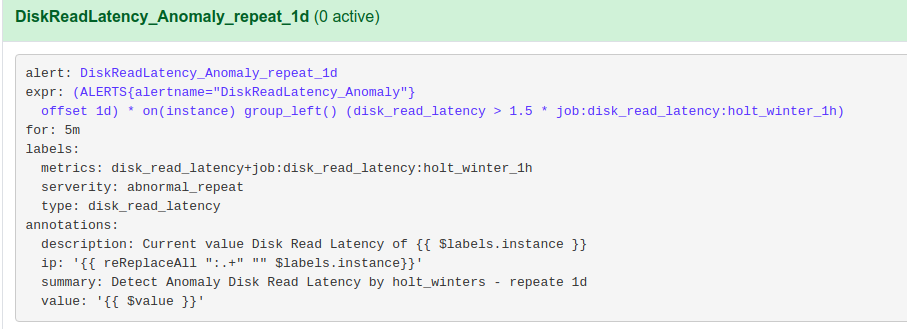 DiskReadLatency_Anomaly_repeat_1d (0 active)
alert: DiskReadLatency_Anomaly_repeat_1d
expr: (ALERTS{alertname="DiskReadLatency_Anomaly"}
offset 1d) * on(instance) group_left() (disk_read_latency > 1.5 * job:disk_read_latency:holt_winter_1h)
for: 5m
labels:
metrics: disk_read_latency+job:disk_read_latency:holt_winter_1h
serverity: abnormal_repeat
type: disk_read_latency
annotations:
description: Current value Disk Read Latency of {{ $labels.instance }}
ip: '{{ reReplaceAll ":.+" "" $labels.instance}}'
summary: Detect Anomaly Disk Read Latency by holt_winters - repeate 1d
value: '{{ $value }}'